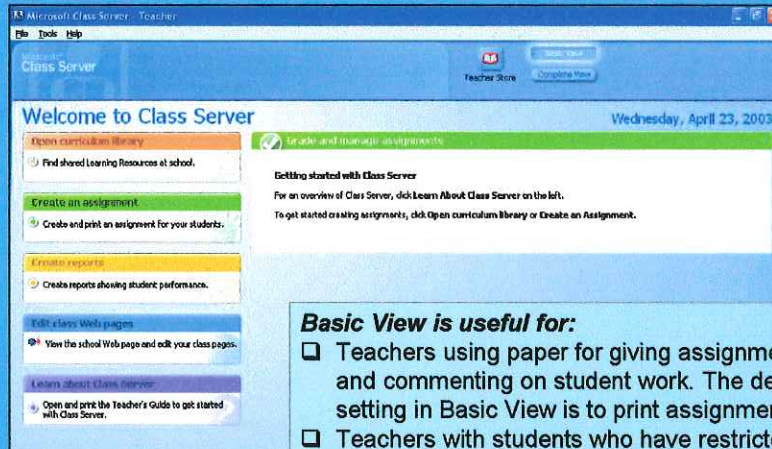 Microsoft Class Server - Teacher
File Tools Help
Microsoft
Class Server
Teacher Store
Basic View
Complete View
Welcome to Class Server
Wednesday, April 23, 2003
Open curriculum library
Find shared Learning Resources at school.
Create an assignment
Create and print an assignment for your students.
Create reports
Create reports showing student performance.
Edit class Web pages
View the school Web page and edit your class pages.
Learn about Class Server
Open and print the Teacher's Guide to get started
with Class Server.
Grade and manage assignments
Getting started with Class Server
For an overview of Class Server, click Learn About Class Server on the left.
To get started creating assignments, click Open curriculum library or Create an Assignment.
Basic View is useful for:
❑ Teachers using paper for giving
and commenting on student work. The
setting in Basic View is to print
❑ Teachers with students who have